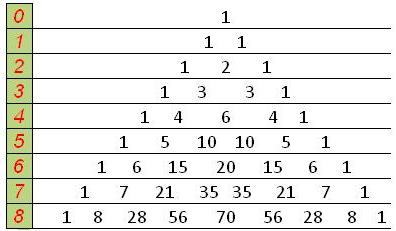 0 1
1 1 1
2 1 2 1
3 1 3 3 1
4 1 4 6 4 1
5 1 5 10 10 5 1
6 1 6 15 20 15 6 1
7 1 7 21 35 35 21 7 1
8 1 8 28 56 70 56 28 8 1